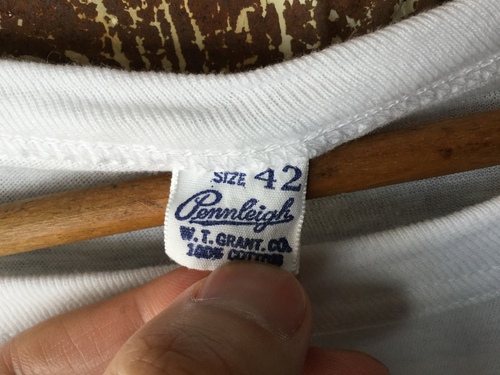 SIZE 42
Pennleigh
W. T. GRANT. CO.
100% COTTON